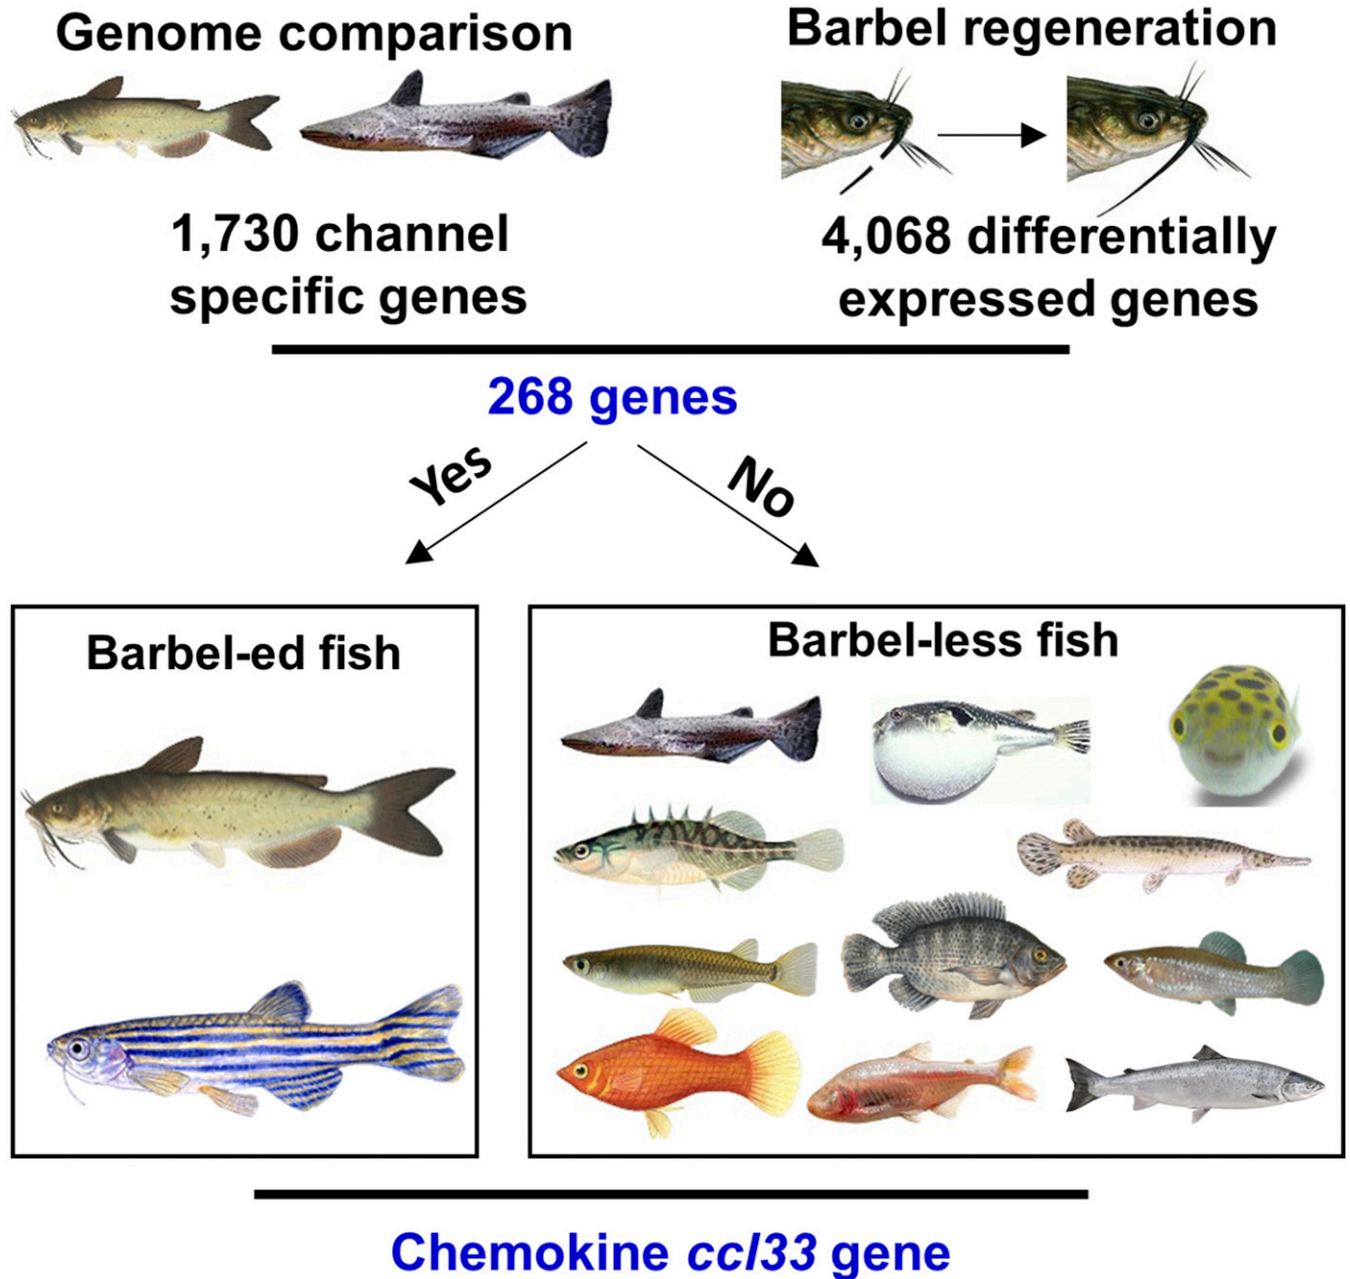 Genome comparison
Barbel regeneration
1,730 channel
specific genes
4,068 differentially
expressed genes
268 genes
Yes
No
Barbel-ed fish
Barbel-less fish
Chemokine ccl33 gene